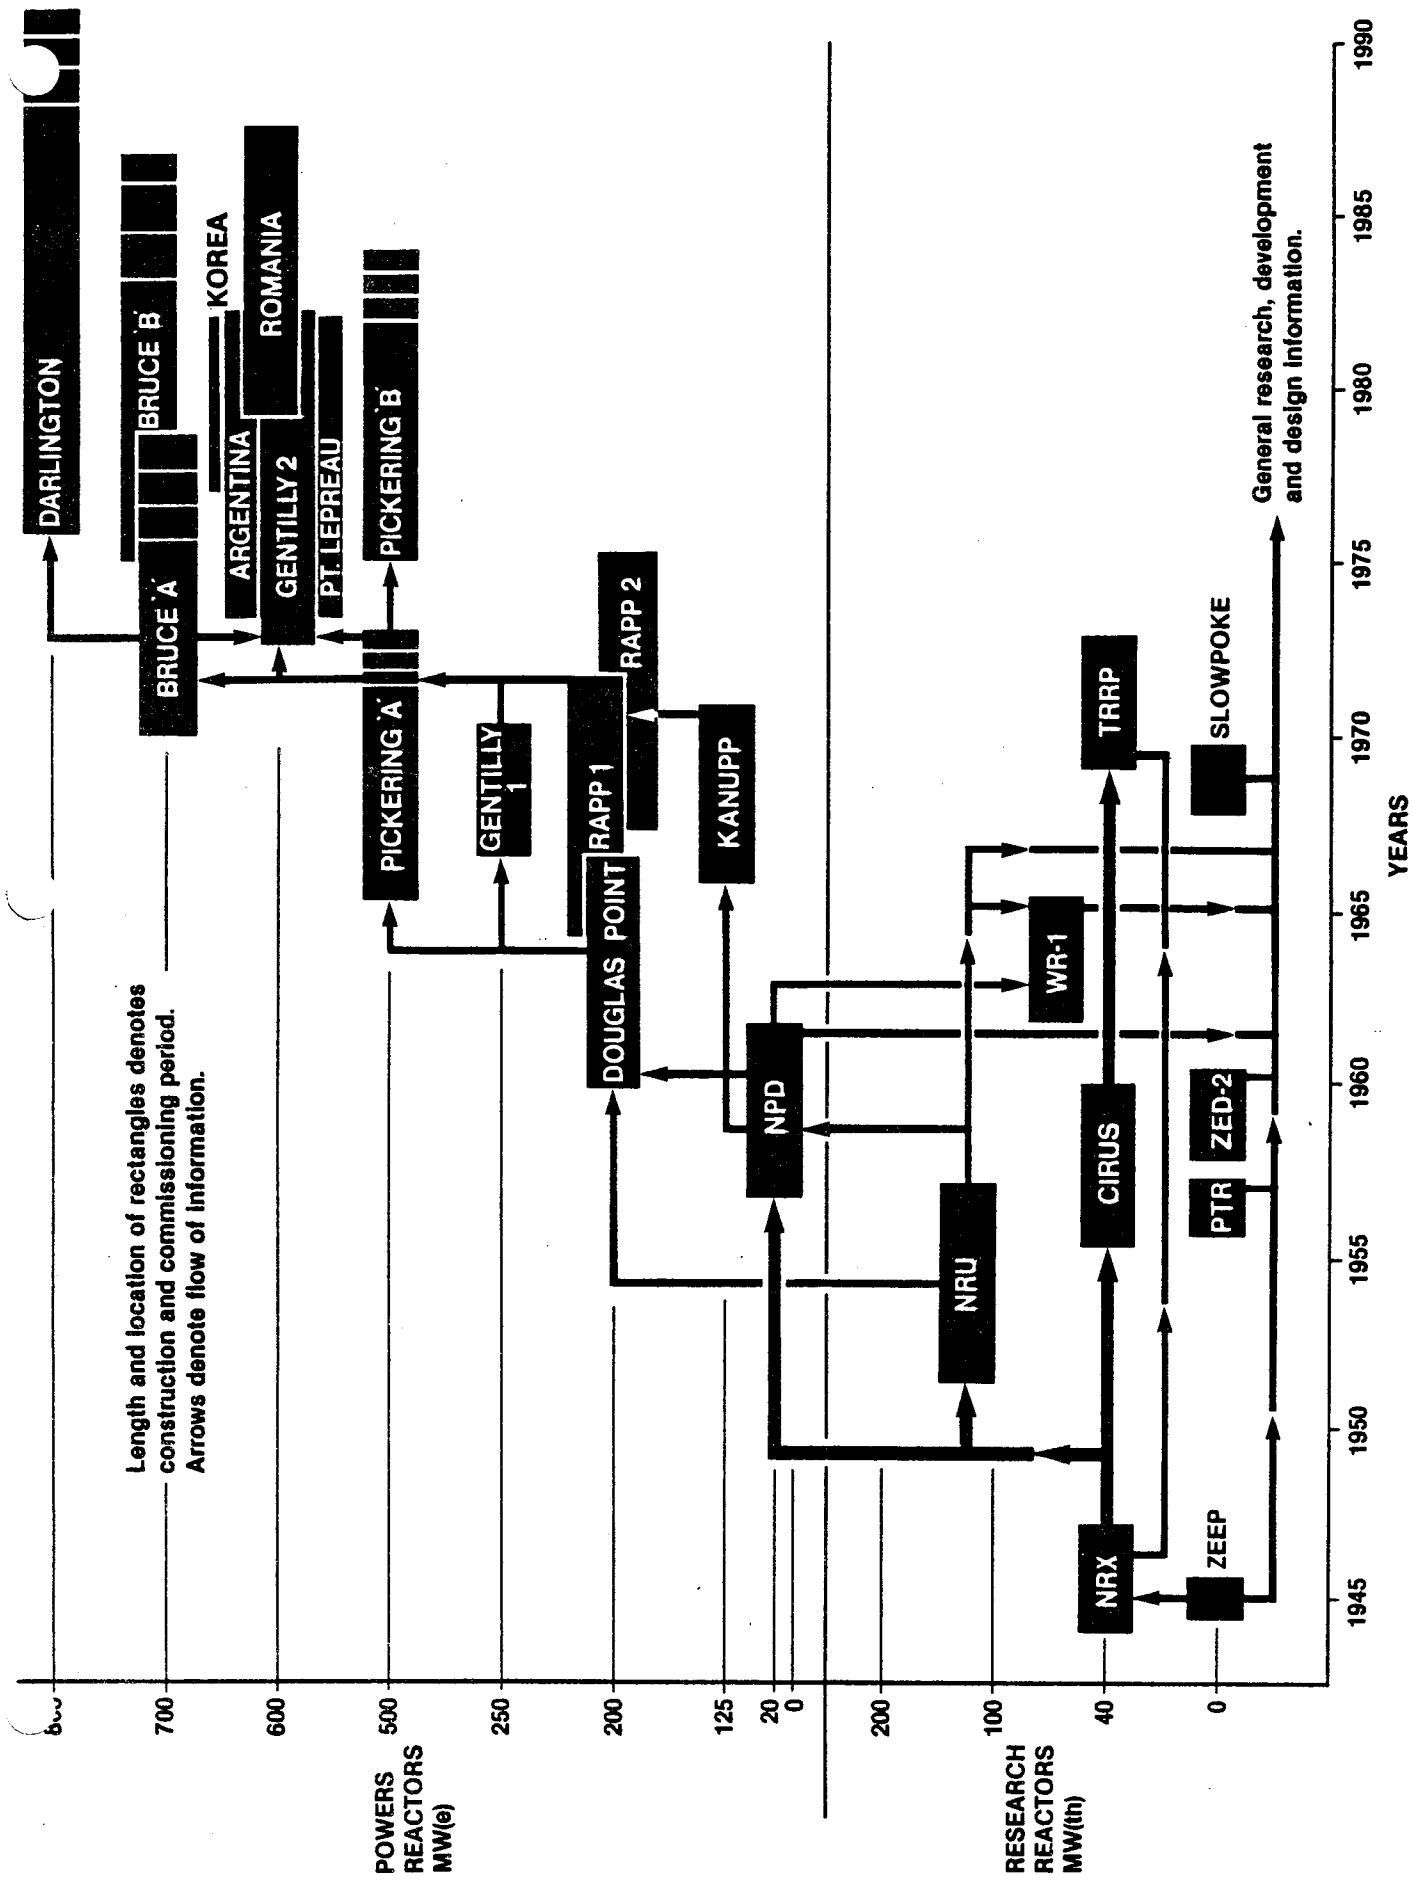 POWERS
REACTORS
MW(e)
800
700
600
500
250
200
125
20
0
RESEARCH
REACTORS
MW(th)
200
100
40
0
Length and location of rectangles denotes
construction and commissioning period.
Arrows denote flow of information.
DARLINGTON
BRUCE `A´
BRUCE `B´
KOREA
ARGENTINA
GENTILLY 2
ROMANIA
PT. LEPREAU
PICKERING `A´
PICKERING `B´
GENTILLY
1
DOUGLAS POINT
RAPP 1
RAPP 2
KANUPP
NPD
NRU
WR-1
NRX
CIRUS
TRRP
ZEEP
PTR
ZED-2
SLOWPOKE
General research, development
and design information.
1945
1950
1955
1960
1965
1970
1975
1980
1985
1990
YEARS